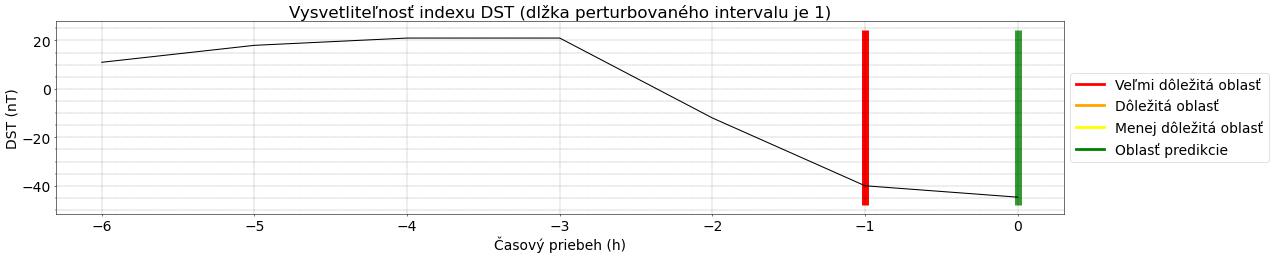 Vysvetliteľnosť indexu DST (dĺžka perturbovaného intervalu je 1)
DST (nT)
20
0
−20
−40
−6 −5 −4 −3 −2 −1 0
Časový priebeh (h)
Veľmi dôležitá oblasť
Dôležitá oblasť
Menej dôležitá oblasť
Oblasť predikcie